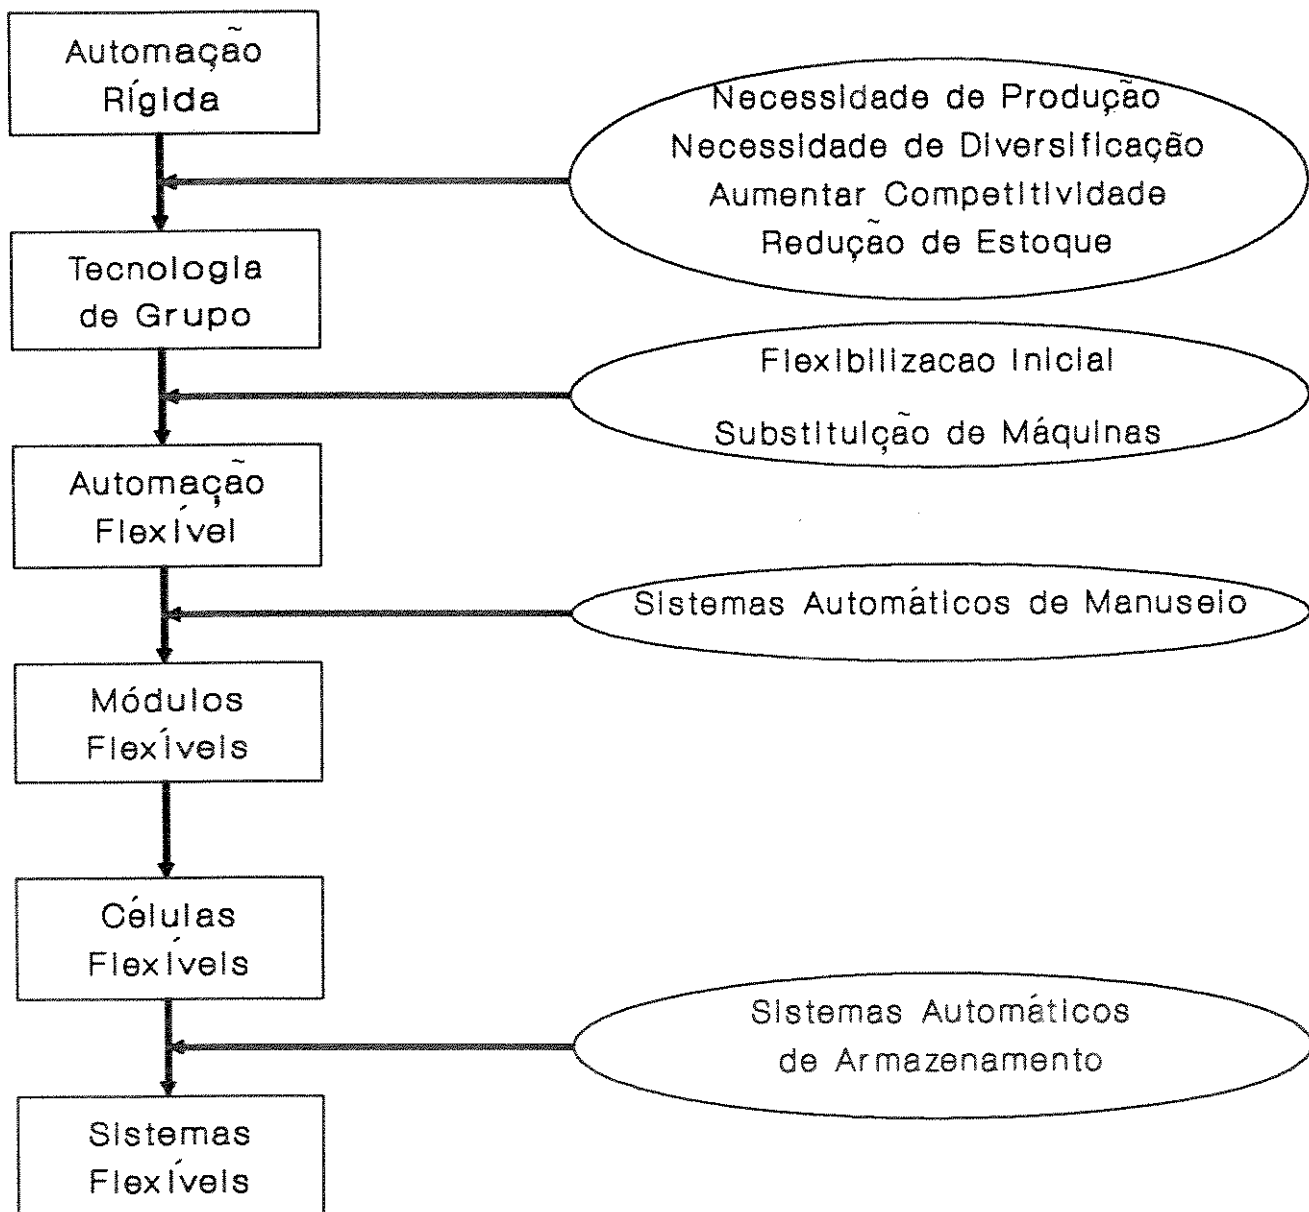 Automação
Rígida
Necessidade de Produção
Necessidade de Diversificação
Aumentar Competitividade
Redução de Estoque
Tecnologia
de Grupo
Flexibilizacao Inicial
Substituição de Máquinas
Automação
Flexível
Sistemas Automáticos de Manuseio
Módulos
Flexíveis
Células
Flexíveis
Sistemas Automáticos
de Armazenamento
Sistemas
Flexíveis